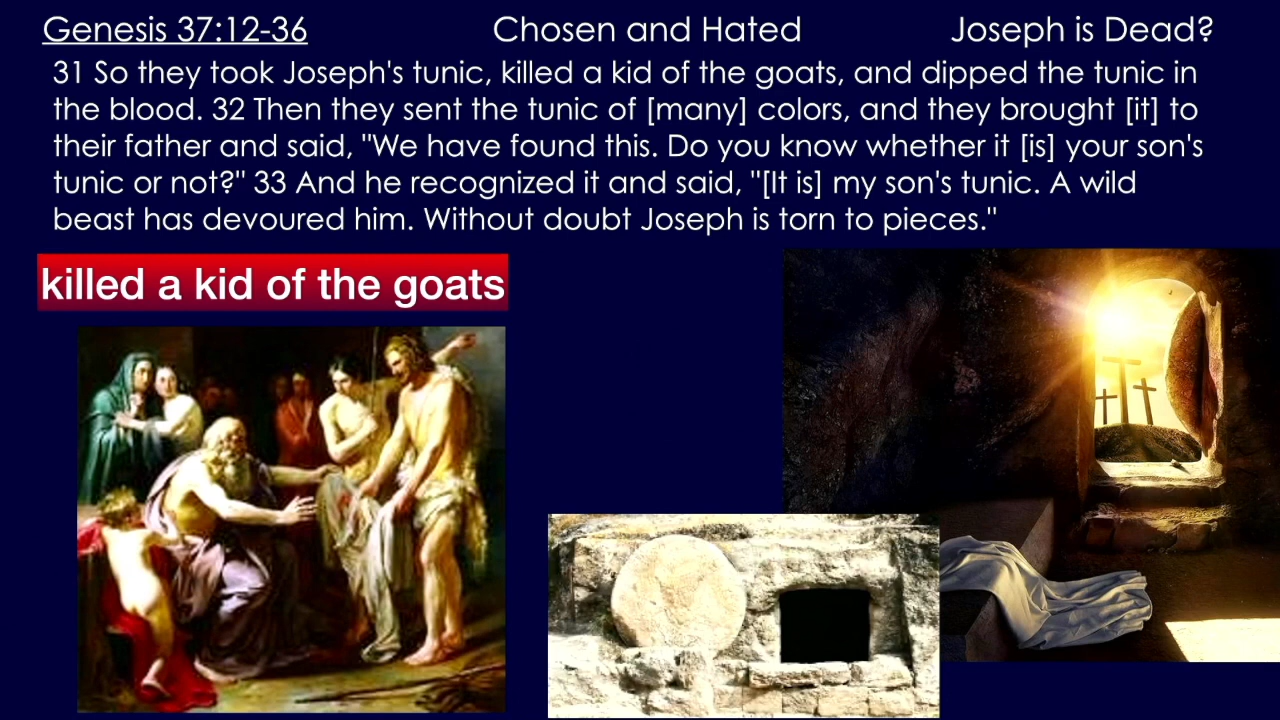 Genesis 37:12-36 Chosen and Hated Joseph is Dead?
31 So they took Joseph's tunic, killed a kid of the goats, and dipped the tunic in
the blood. 32 Then they sent the tunic of [many] colors, and they brought [it] to
their father and said, "We have found this. Do you know whether it [is] your son's
tunic or not?" 33 And he recognized it and said, "[It is] my son's tunic. A wild
beast has devoured him. Without doubt Joseph is torn to pieces."
killed a kid of the goats